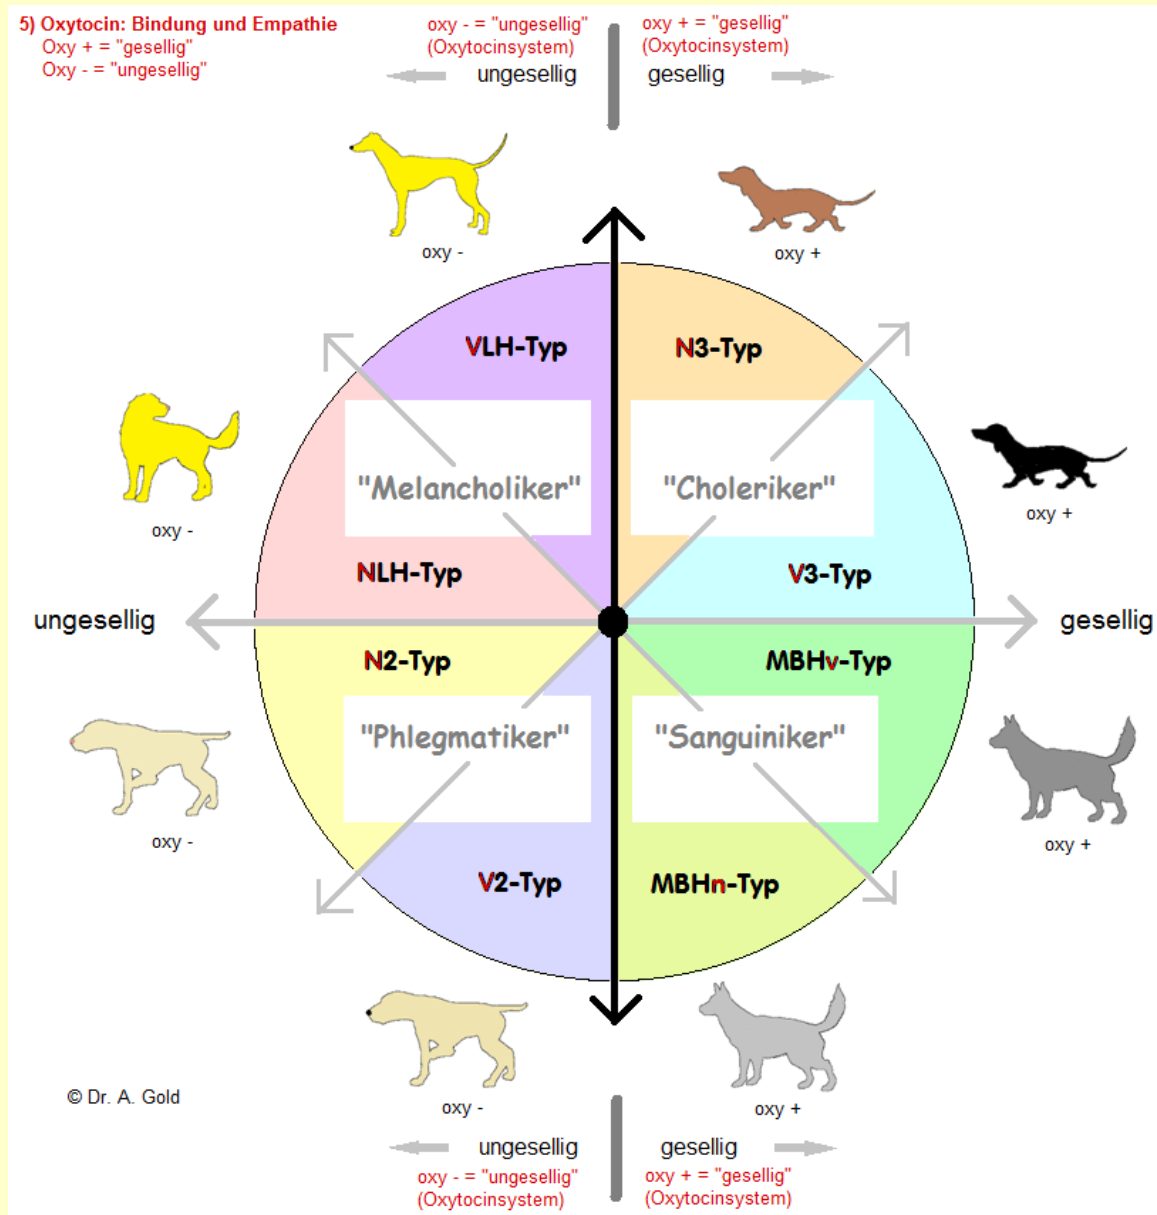 5) Oxytocin: Bindung und Empathie
Oxy + = "gesellig"
Oxy - = "ungesellig"
oxy - = "ungesellig"
(Oxytocinsystem)
ungesellig
oxy + = "gesellig"
(Oxytocinsystem)
gesellig
oxy -
oxy +
VLH-Typ
N3-Typ
oxy -
"Melancholiker"
"Choleriker"
oxy +
NLH-Typ
V3-Typ
ungesellig
gesellig
N2-Typ
MBHv-Typ
"Phlegmatiker"
"Sanguiniker"
oxy -
oxy +
V2-Typ
MBHn-Typ
© Dr. A. Gold
oxy -
oxy +
ungesellig
oxy - = "ungesellig"
(Oxytocinsystem)
gesellig
oxy + = "gesellig"
(Oxytocinsystem)